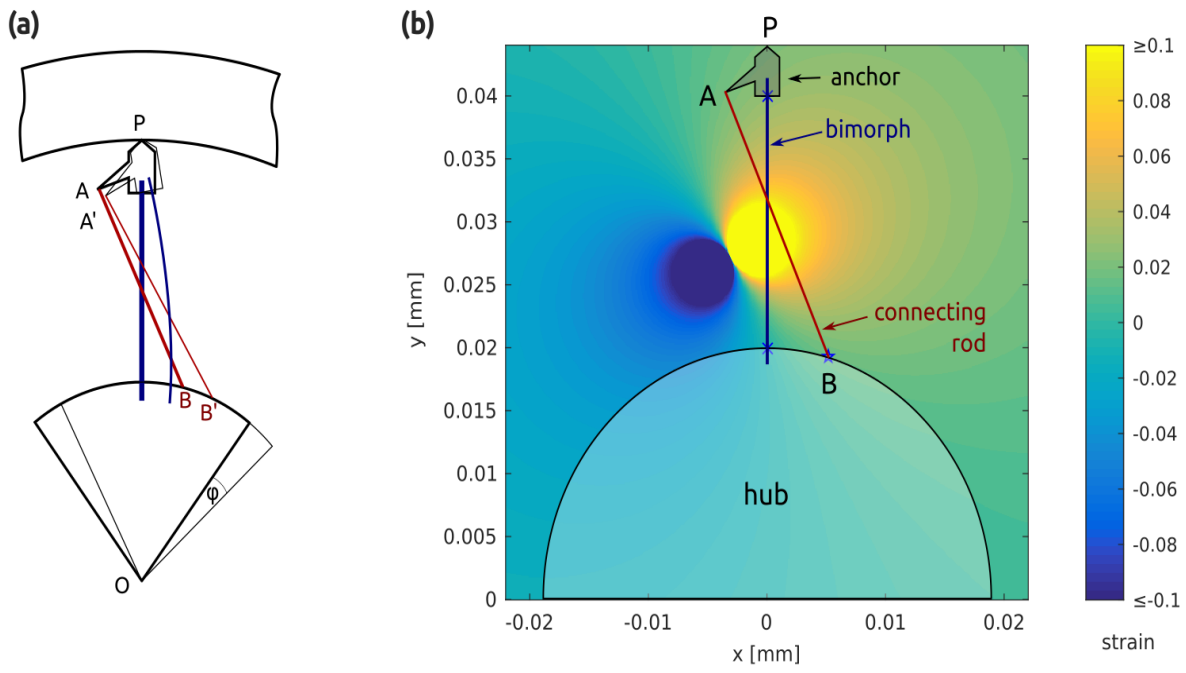 (a)
P
A
A'
B
B'
φ
O
(b)
P
A
anchor
bimorph
connecting
rod
B
hub
0.04
0.035
0.03
0.025
0.02
0.015
0.01
0.005
0
y [mm]
-0.02
-0.01
0
0.01
0.02
x [mm]
≥0.1
0.08
0.06
0.04
0.02
0
-0.02
-0.04
-0.06
-0.08
≤-0.1
strain